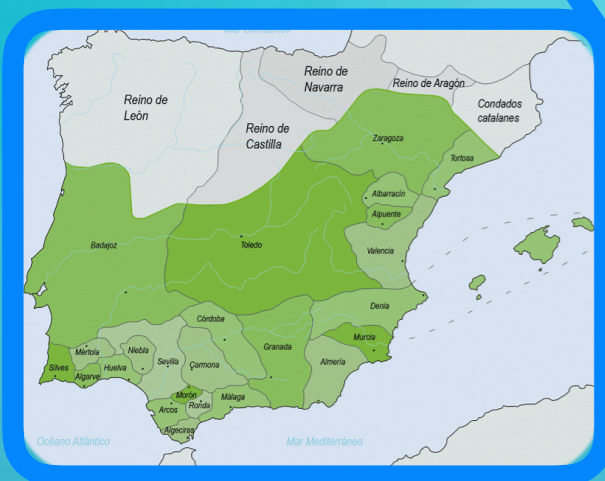 Mar Cantábrico
Reino de
León
Reino de
Navarra
Reino de Aragón
Condados
catalanes
Reino de
Castilla
Zaragoza
Tortosa
Albarracín
Alpuente
Valencia
Badajoz
Toledo
Denia
Córdoba
Murcia
Granada
Almería
Mértola
Niebla
Sevilla
Carmona
Silves
Algarve
Huelva
Morón
Ronda
Málaga
Arcos
Algeciras
Océano Atlántico
Mar Mediterráneo